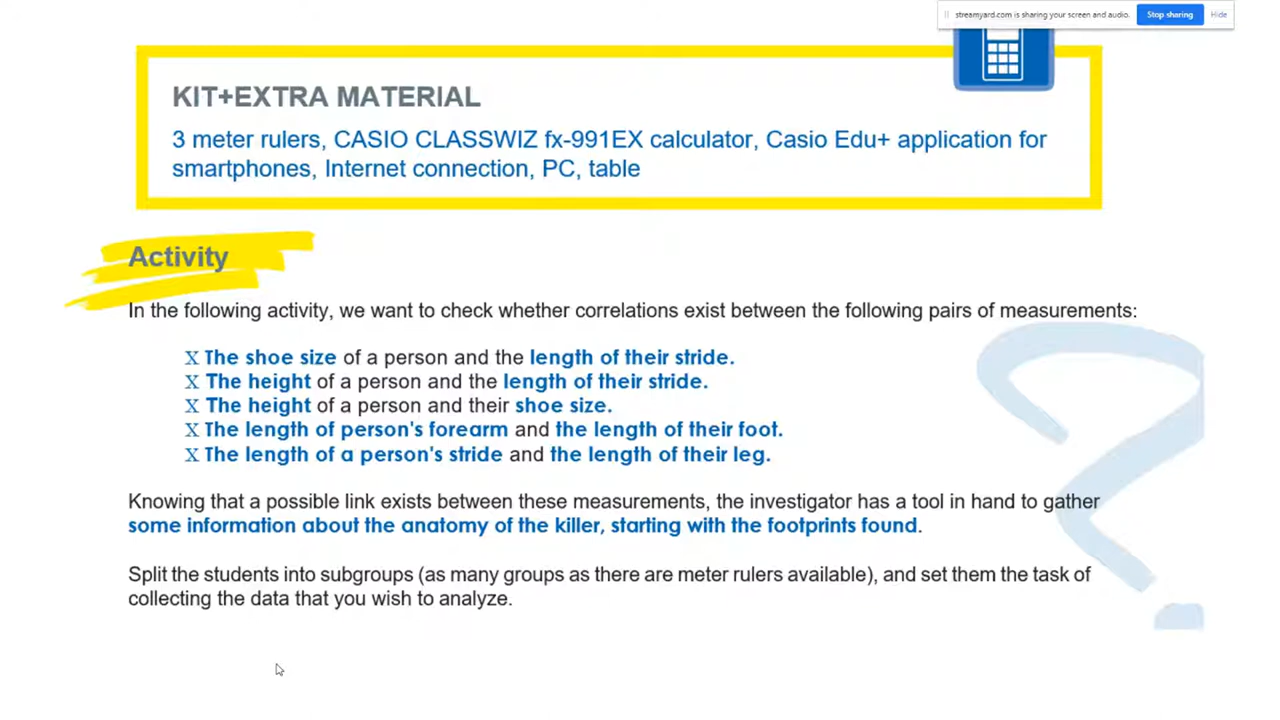 streamyard.com is sharing your screen and audio.
Stop sharing
Hide
KIT+EXTRA MATERIAL
3 meter rulers, CASIO CLASSWIZ fx-991EX calculator, Casio Edu+ application for
smartphones, Internet connection, PC, table
Activity
In the following activity, we want to check whether correlations exist between the following pairs of measurements:
X The shoe size of a person and the length of their stride.
X The height of a person and the length of their stride.
X The height of a person and their shoe size.
X The length of person's forearm and the length of their foot.
X The length of a person's stride and the length of their leg.
Knowing that a possible link exists between these measurements, the investigator has a tool in hand to gather
some information about the anatomy of the killer, starting with the footprints found.
Split the students into subgroups (as many groups as there are meter rulers available), and set them the task of
collecting the data that you wish to analyze.